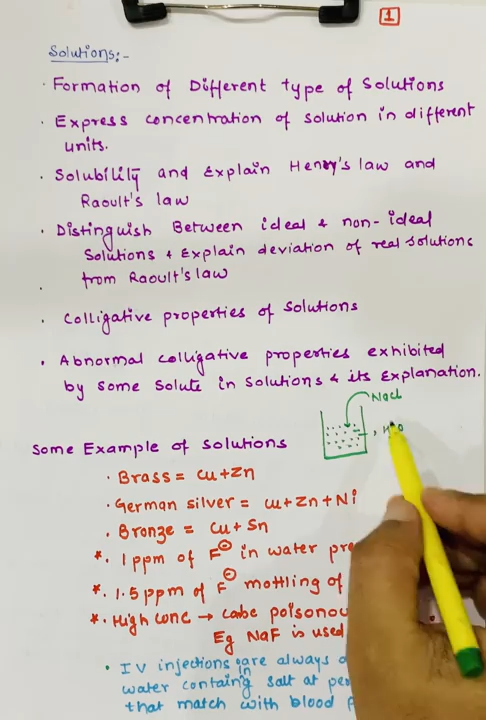 1
Solutions:-
· Formation of Different type of Solutions
· Express concentration of solution in different
units.
· Solubility and Explain Henry's law and
Raoult's law
· Distinguish Between ideal & non-ideal
Solutions & Explain deviation of real solutions
from Raoult's law
· Colligative properties of Solutions
· Abnormal colligative properties exhibited
by some Solute in Solutions & its Explanation.
NaCl
H2O
Some Example of Solutions
· Brass = Cu+Zn
· German silver = Cu+Zn+Ni
· Bronze = Cu+Sn
*. 1 ppm of F⊖ in water
*. 1.5 ppm of F⊖ mottling of
*. High conc → cabe poisonou
Eg NaF is used
· IV injections are always
in
water containg salt at
that match with blood